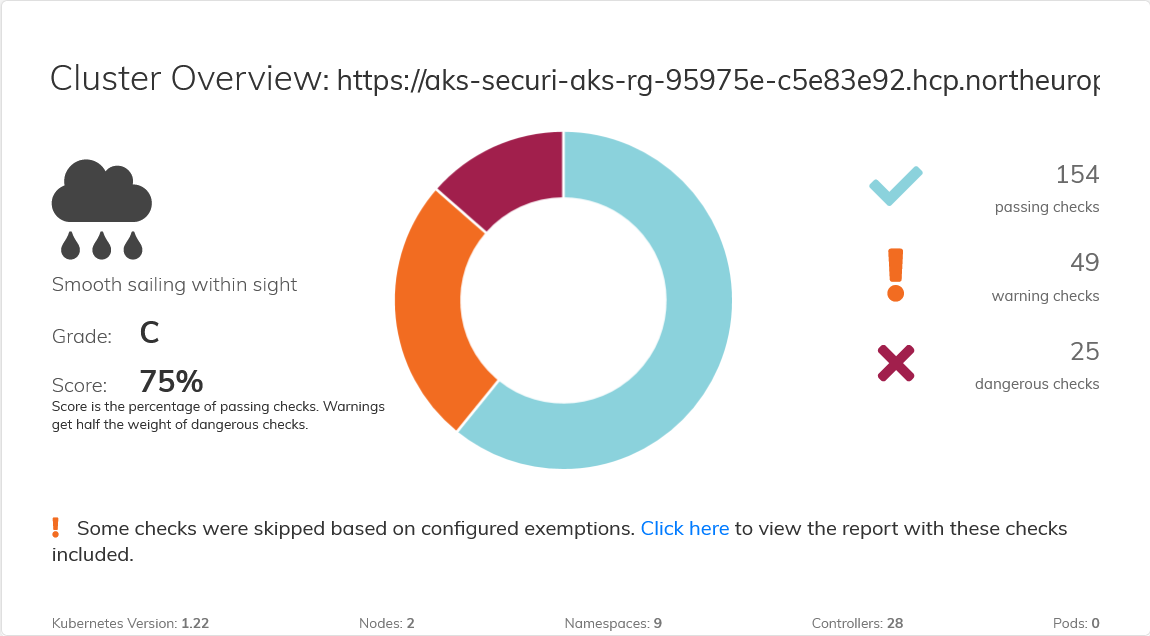 Cluster Overview: https://aks-securi-aks-rg-95975e-c5e83e92.hcp.northeurop
Smooth sailing within sight
Grade: C
Score: 75%
Score is the percentage of passing checks. Warnings
get half the weight of dangerous checks.
154
passing checks
49
warning checks
25
dangerous checks
Some checks were skipped based on configured exemptions. Click here to view the report with these checks
included.
Kubernetes Version: 1.22 Nodes: 2 Namespaces: 9 Controllers: 28 Pods: 0